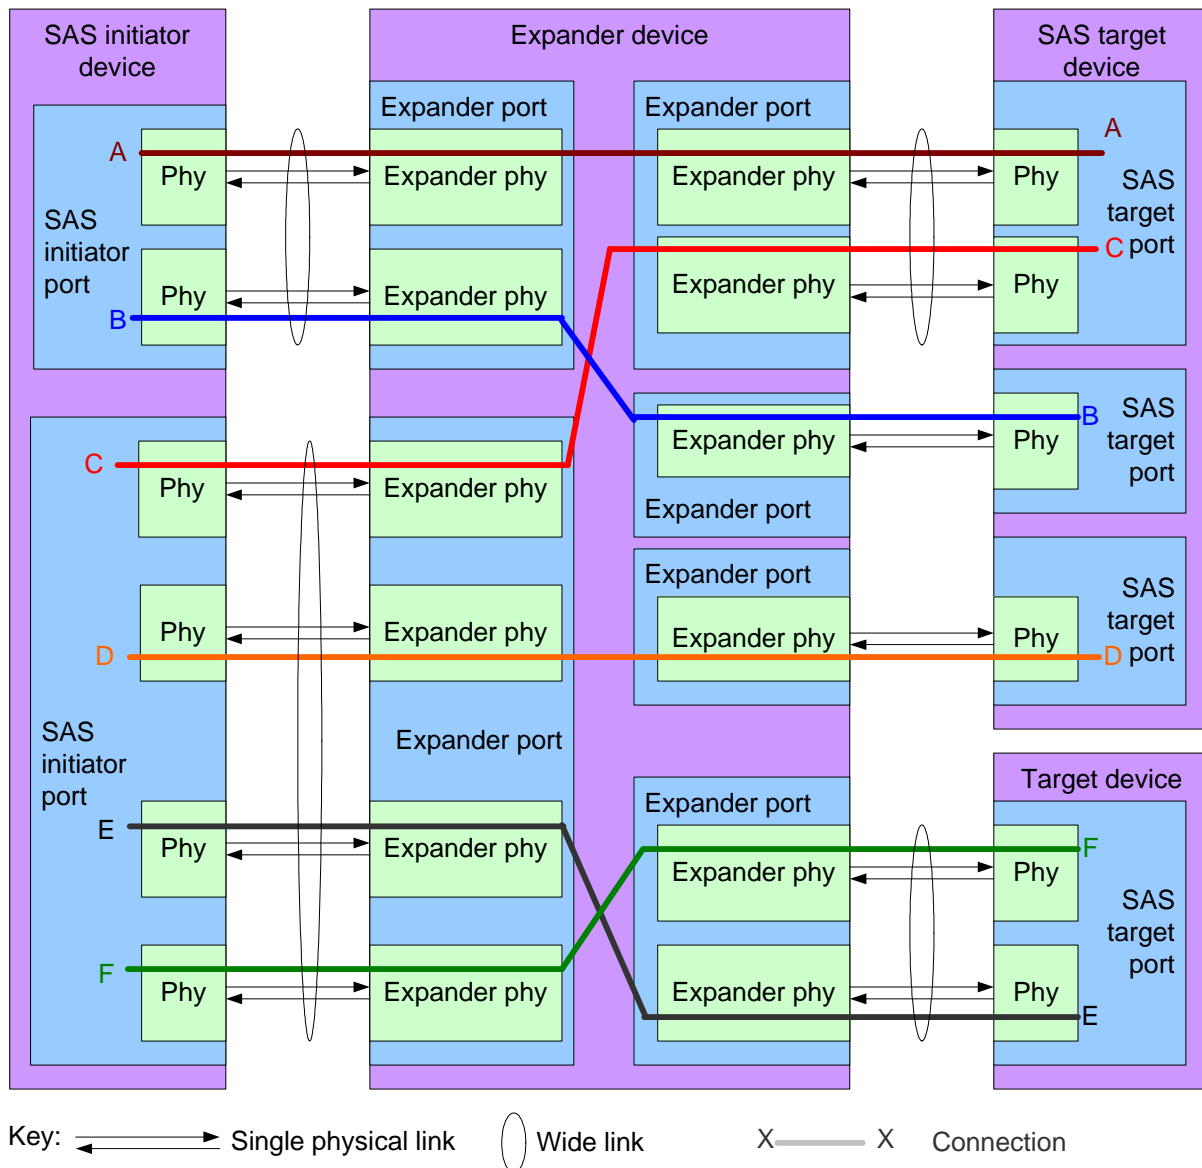 SAS initiator
device
Expander device
SAS target
device
Expander port
Expander port
A
A
Phy
Expander phy
Expander phy
Phy
SAS
target
port
SAS
initiator
port
C
Phy
Expander phy
Expander phy
Phy
B
B
Expander phy
Phy
SAS
target
port
C
Phy
Expander phy
Expander port
Expander port
SAS
target
port
Phy
Expander phy
Expander phy
Phy
D
D
SAS
initiator
port
Expander port
Target device
Expander port
E
Phy
Expander phy
Expander phy
Phy
F
SAS
target
port
F
Phy
Expander phy
Expander phy
Phy
E
Key:
Single physical link
Wide link
X
X
Connection